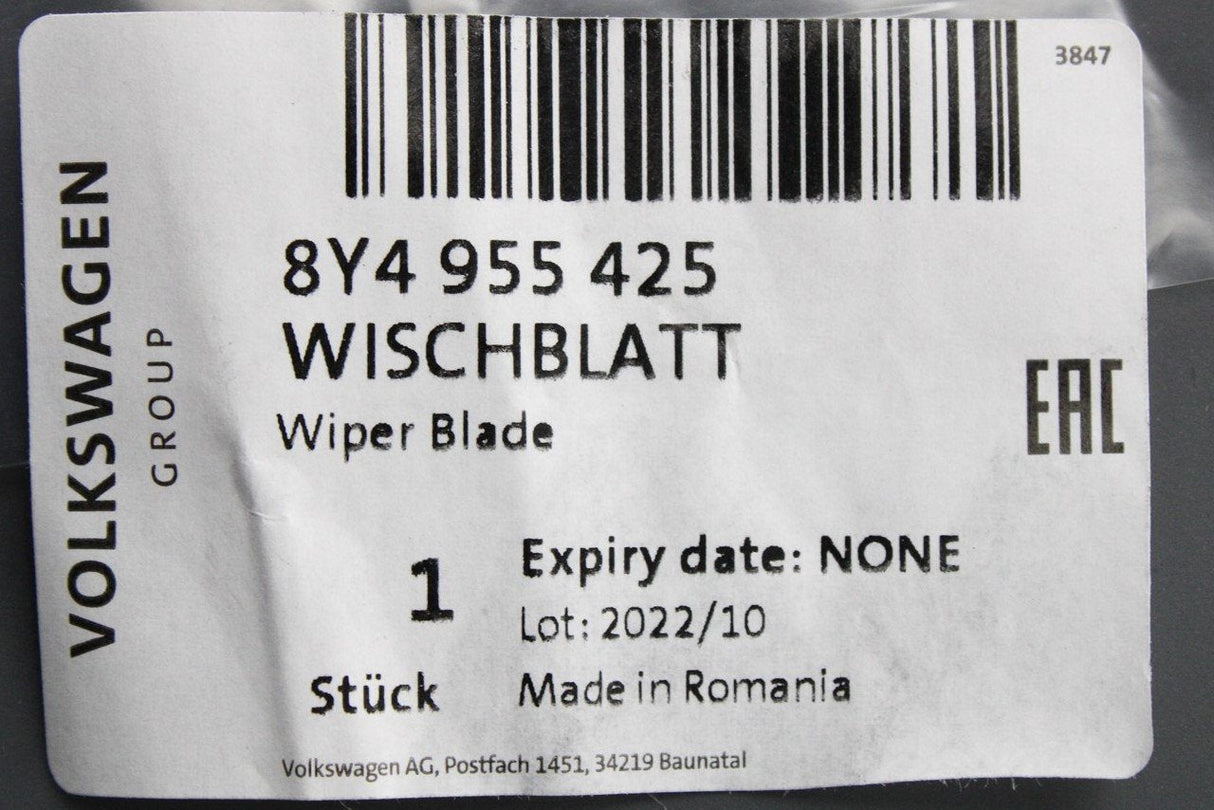 3847
VOLKSWAGEN
GROUP
8Y4 955 425
WISCHBLATT
Wiper Blade
EAC
1
Stück
Expiry date: NONE
Lot: 2022/10
Made in Romania
Volkswagen AG, Postfach 1451, 34219 Baunatal